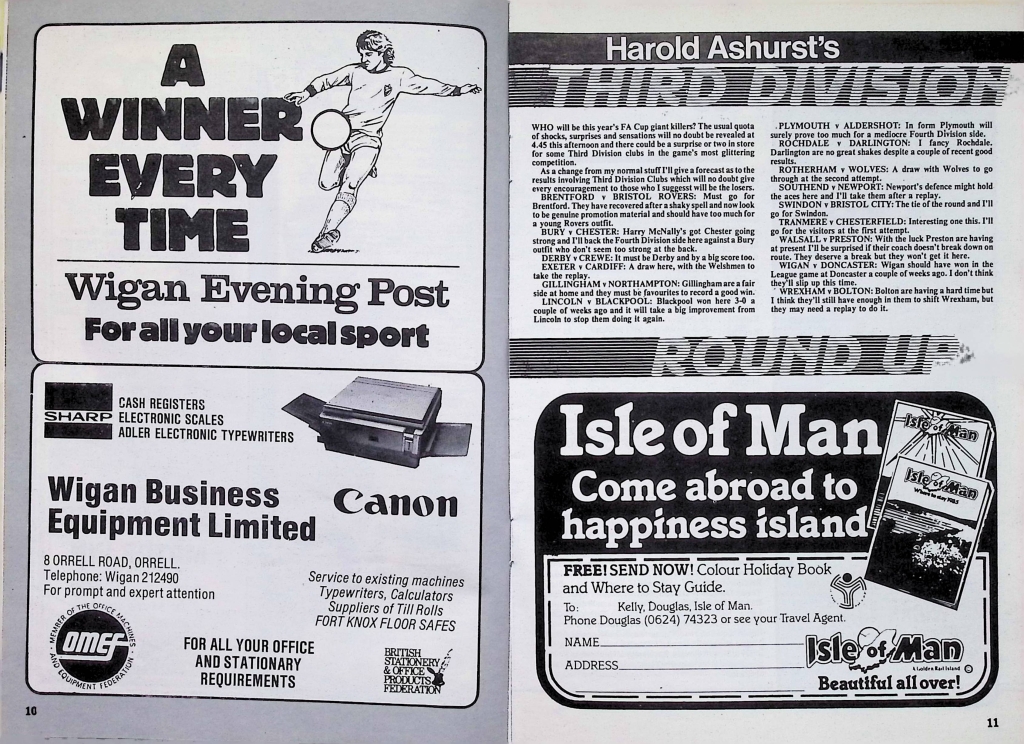 A
WINNER
EVERY
TIME
Wigan Evening Post
For all your local sport
SHARP
CASH REGISTERS
ELECTRONIC SCALES
ADLER ELECTRONIC TYPEWRITERS
Wigan Business
Equipment Limited
Canon
8 ORRELL ROAD, ORRELL.
Telephone: Wigan 212490
For prompt and expert attention
Service to existing machines
Typewriters, Calculators
Suppliers of Till Rolls
FORT KNOX FLOOR SAFES
MEMBER OF THE OFFICE MACHINES
AND EQUIPMENT FEDERATION
omef
FOR ALL YOUR OFFICE
AND STATIONARY
REQUIREMENTS
BRITISH
STATIONERY
& OFFICE
PRODUCTS
FEDERATION
10
Harold Ashurst's
THIRD DIVISION
WHO will be this year's FA Cup giant killers? The usual quota
of shocks, surprises and sensations will no doubt be revealed at
4.45 this afternoon and there could be a surprise or two in store
for some Third Division clubs in the game's most glittering
competition.
As a change from my normal stuff I'll give a forecast as to the
results involving Third Division Clubs which will no doubt give
every encouragement to those who I suggest will be the losers.
BRENTFORD v BRISTOL ROVERS: Must go for
Brentford. They have recovered after a shaky spell and now look
to be genuine promotion material and should have too much for
a young Rovers outfit.
BURY v CHESTER: Harry McNally's got Chester going
strong and I'll back the Fourth Division side here against a Bury
outfit who don't seem too strong at the back.
DERBY v CREWE: It must be Derby and by a big score too.
EXETER v CARDIFF: A draw here, with the Welshmen to
take the replay.
GILLINGHAM v NORTHAMPTON: Gillingham are a fair
side at home and they must be favourites to record a good win.
LINCOLN v BLACKPOOL: Blackpool won here 3-0 a
couple of weeks ago and it will take a big improvement from
Lincoln to stop them doing it again.
PLYMOUTH v ALDERSHOT: In form Plymouth will
surely prove too much for a mediocre Fourth Division side.
ROCHDALE v DARLINGTON: I fancy Rochdale.
Darlington are no great shakes despite a couple of recent good
results.
ROTHERHAM v WOLVES: A draw with Wolves to go
through at the second attempt.
SOUTHEND v NEWPORT: Newport's defence might hold
the aces here and I'll take them after a replay.
SWINDON v BRISTOL CITY: The tie of the round and I'll
go for Swindon.
TRANMERE v CHESTERFIELD: Interesting one this. I'll
go for the visitors at the first attempt.
WALSALL v PRESTON: With the luck Preston are having
at present I'll be surprised if their coach doesn't break down on
route. They deserve a break but they won't get it here.
WIGAN v DONCASTER: Wigan should have won in the
League game at Doncaster a couple of weeks ago. I don't think
they'll slip up this time.
WREXHAM v BOLTON: Bolton are having a hard time but
I think they'll still have enough in them to shift Wrexham, but
they may need a replay to do it.
ROUND UP
Isle of Man
Come abroad to
happiness island
Isle of Man
Isle of Man
Where to stay 1985
FREE! SEND NOW! Colour Holiday Book
and Where to Stay Guide.
To: Kelly, Douglas, Isle of Man.
Phone Douglas (0624) 74323 or see your Travel Agent.
NAME
ADDRESS
Isle of Man
A Golden Rail Island
Beautiful all over!
11